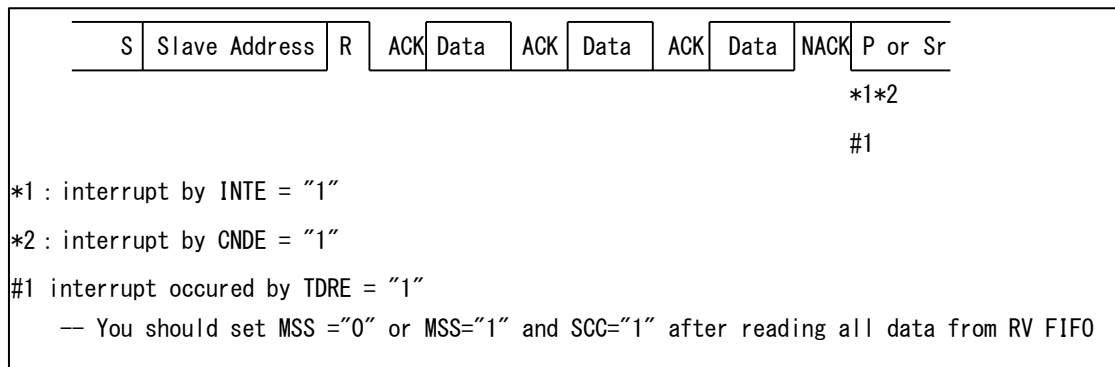 S Slave Address R ACK Data ACK Data ACK Data NACK P or Sr
*1*2
#1
*1 : interrupt by INTE = "1"
*2 : interrupt by CNDE = "1"
#1 interrupt occured by TDRE = "1"
-- You should set MSS ="0" or MSS="1" and SCC="1" after reading all data from RV FIFO